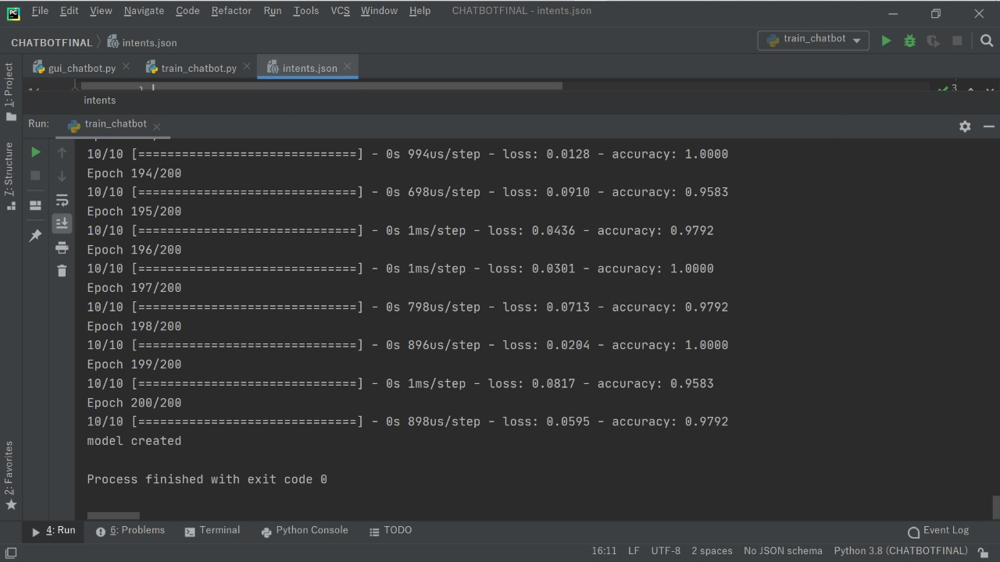 File Edit View Navigate Code Refactor Run Tools VCS Window Help CHATBOTFINAL - intents.json
CHATBOTFINAL intents.json train_chatbot
gui_chatbot.py train_chatbot.py intents.json
} 3
intents
Run: train_chatbot
1: Project
7: Structure
2: Favorites
10/10 [==============================] - 0s 994us/step - loss: 0.0128 - accuracy: 1.0000
Epoch 194/200
10/10 [==============================] - 0s 698us/step - loss: 0.0910 - accuracy: 0.9583
Epoch 195/200
10/10 [==============================] - 0s 1ms/step - loss: 0.0436 - accuracy: 0.9792
Epoch 196/200
10/10 [==============================] - 0s 1ms/step - loss: 0.0301 - accuracy: 1.0000
Epoch 197/200
10/10 [==============================] - 0s 798us/step - loss: 0.0713 - accuracy: 0.9792
Epoch 198/200
10/10 [==============================] - 0s 896us/step - loss: 0.0204 - accuracy: 1.0000
Epoch 199/200
10/10 [==============================] - 0s 1ms/step - loss: 0.0817 - accuracy: 0.9583
Epoch 200/200
10/10 [==============================] - 0s 898us/step - loss: 0.0595 - accuracy: 0.9792
model created
Process finished with exit code 0
4: Run 6: Problems Terminal Python Console TODO Event Log
16:11 LF UTF-8 2 spaces No JSON schema Python 3.8 (CHATBOTFINAL)